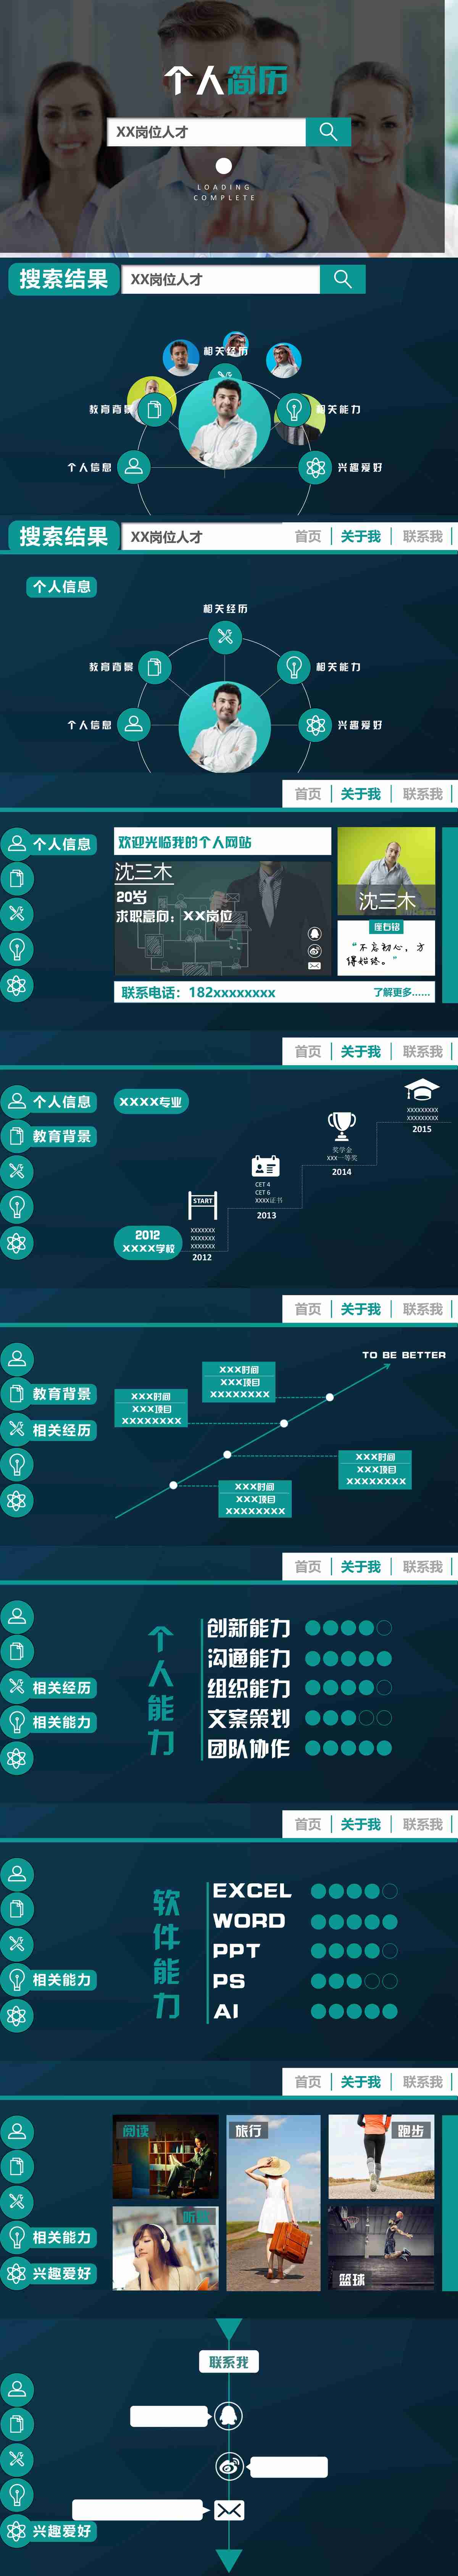 个人简历
XX岗位人才
LOADING
COMPLETE
搜索结果
XX岗位人才
相关经历
教育背景
相关能力
个人信息
兴趣爱好
搜索结果
XX岗位人才
首页
关于我
联系我
个人信息
相关经历
教育背景
相关能力
个人信息
兴趣爱好
首页
关于我
联系我
个人信息
欢迎光临我的个人网站
沈三木
20岁
求职意向：XX岗位
沈三木
座右铭
“不忘初心，方
得始终。”
联系电话：182xxxxxxxx
了解更多......
首页
关于我
联系我
个人信息
教育背景
XXXX专业
XXXXXXXXX
XXXXXXXXX
2015
奖学金
XXX一等奖
2014
CET 4
CET 6
XXXX证书
2013
START
XXXXXXX
XXXXXXX
XXXXXXX
2012
2012
XXXX学校
首页
关于我
联系我
教育背景
相关经历
TO BE BETTER
XXX时间
XXX项目
XXXXXXXX
XXX时间
XXX项目
XXXXXXXX
XXX时间
XXX项目
XXXXXXXX
XXX时间
XXX项目
XXXXXXXX
首页
关于我
联系我
相关经历
相关能力
个人能力
创新能力
沟通能力
组织能力
文案策划
团队协作
首页
关于我
联系我
相关能力
软件能力
EXCEL
WORD
PPT
PS
AI
首页
关于我
联系我
相关能力
兴趣爱好
阅读
旅行
跑步
篮球
联系我
兴趣爱好